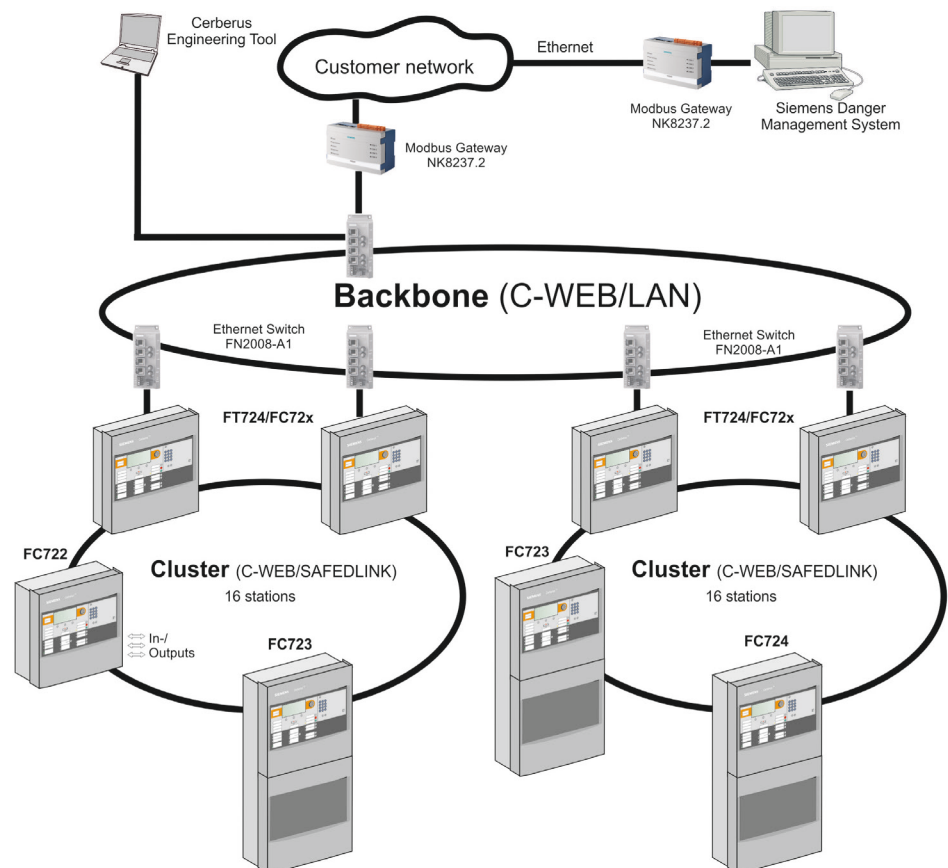 Cerberus
Engineering Tool
Customer network
Ethernet
Modbus Gateway
NK8237.2
Siemens Danger
Management System
Modbus Gateway
NK8237.2
Backbone (C-WEB/LAN)
Ethernet Switch
FN2008-A1
Ethernet Switch
FN2008-A1
FT724/FC72x
FT724/FC72x
FC722
Cluster (C-WEB/SAFEDLINK)
16 stations
In-/
Outputs
FC723
FC723
Cluster (C-WEB/SAFEDLINK)
16 stations
FC724